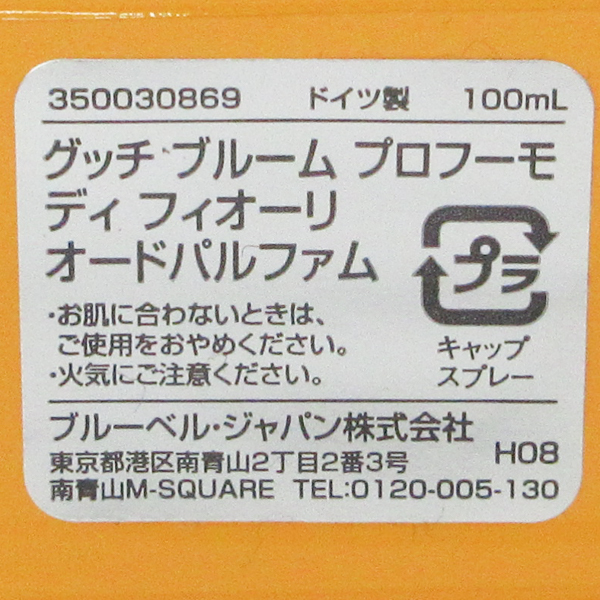 350030869 ドイツ製 100mL
グッチ ブルーム プロフーモ
ディ フィオーリ
オードパルファム
・お肌に合わないときは、
ご使用をおやめください。
・火気にご注意ください。
プラ
キャップ
スプレー
ブルーベル・ジャパン株式会社
東京都港区南青山2丁目2番3号
H08
南青山M-SQUARE TEL:0120-005-130